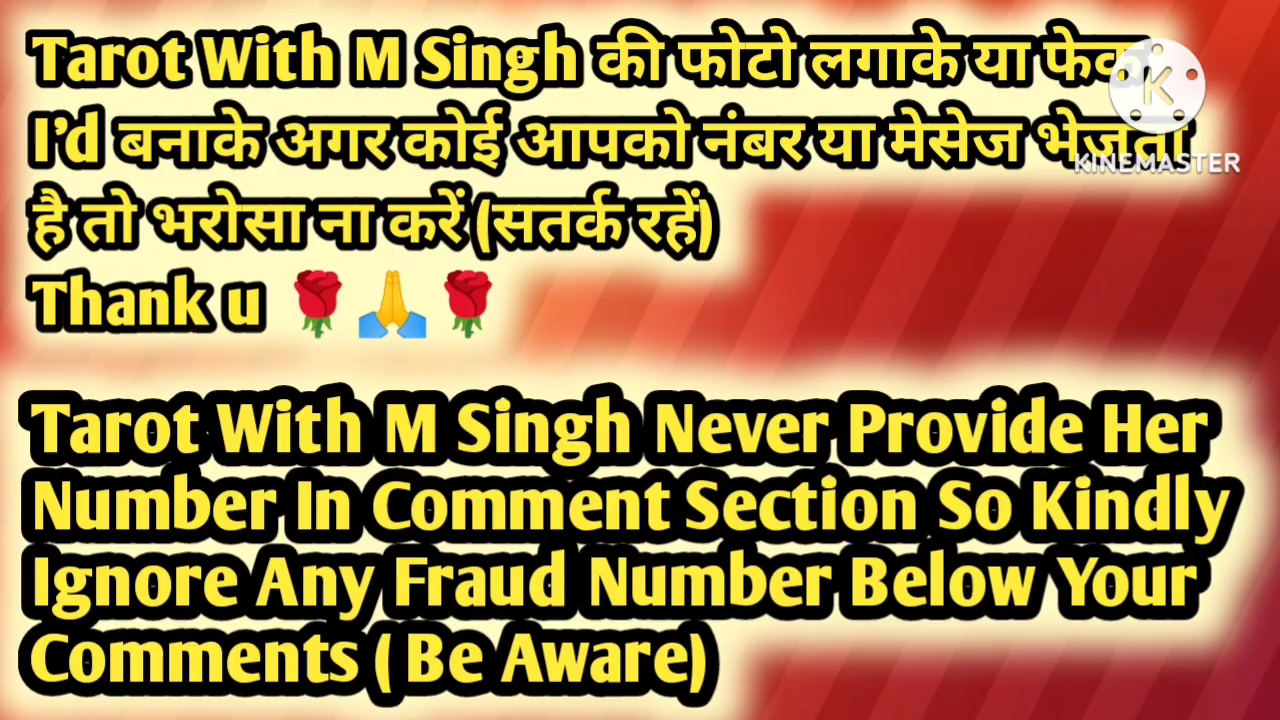 Tarot With M Singh की फोटो लगाके या
I'd बनाके अगर कोई आपको नंबर या मेसेज भेजता
है तो भरोसा ना करें (सतर्क रहें)
Thank u 🌹🙏🌹
Tarot With M Singh Never Provide Her
Number In Comment Section So Kindly
Ignore Any Fraud Number Below Your
Comments ( Be Aware)
K
KINEMASTER